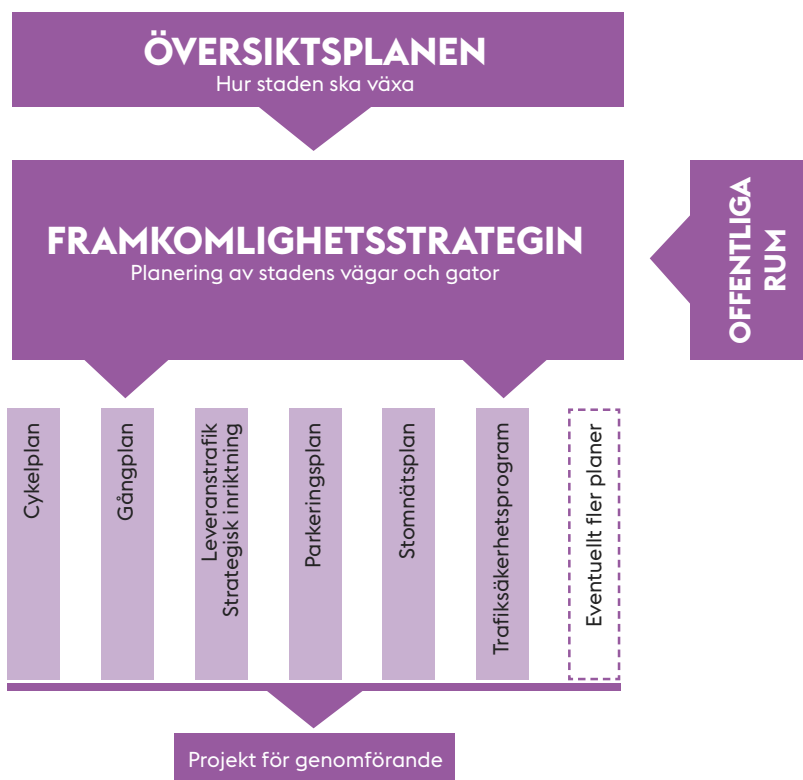 ÖVERSIKTSPLANEN
Hur staden ska växa
FRAMKOMLIGHETSSTRATEGIN
Planering av stadens vägar och gator
OFFENTLIGA
RUM
Cykelplan
Gångplan
Leveranstrafik
Strategisk inriktning
Parkeringsplan
Stomnätsplan
Trafiksäkerhetsprogram
Eventuellt fler planer
Projekt för genomförande